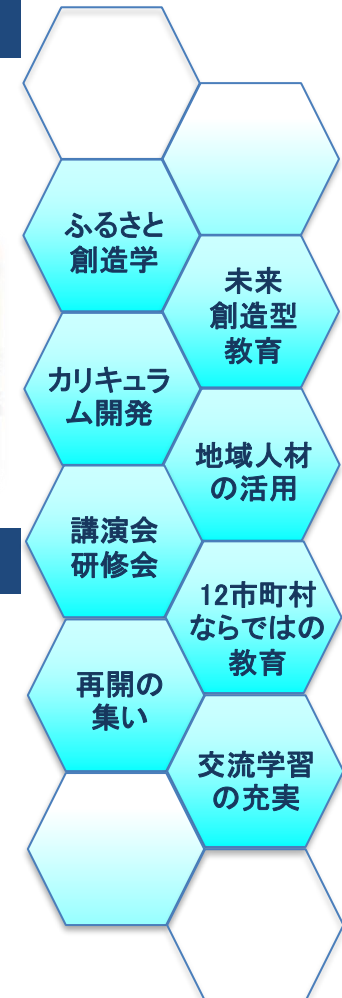 ふるさと
創造学
未来
創造型
教育
カリキュラ
ム開発
地域人材
の活用
講演会
研修会
12市町村
ならではの
教育
再開の
集い
交流学習
の充実